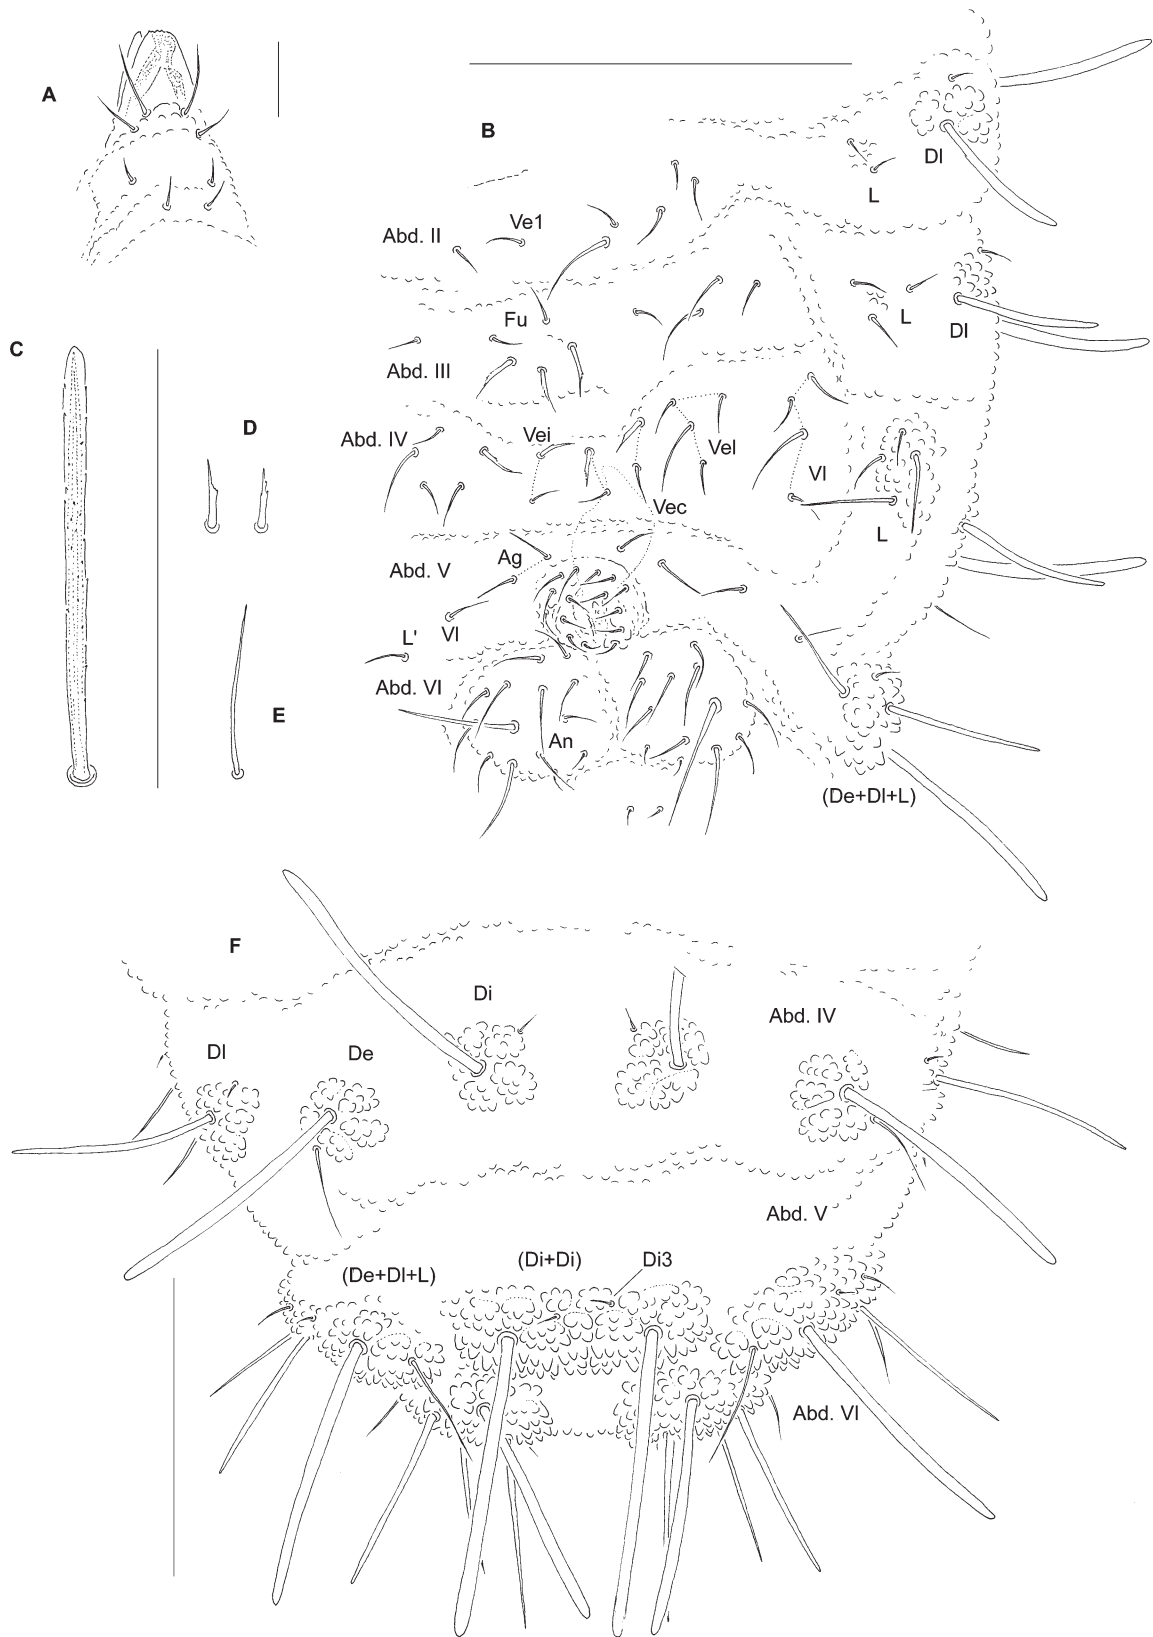 A
B
Dl
L
Ve1
Abd. II
Fu
L
Dl
C
Abd. III
D
Abd. IV
Vei
Vel
Vl
Vec
L
Ag
Abd. V
L'
Vl
Abd. VI
E
An
(De+Dl+L)
F
Di
Abd. IV
Dl
De
Abd. V
(De+Dl+L)
(Di+Di)
Di3
Abd. VI